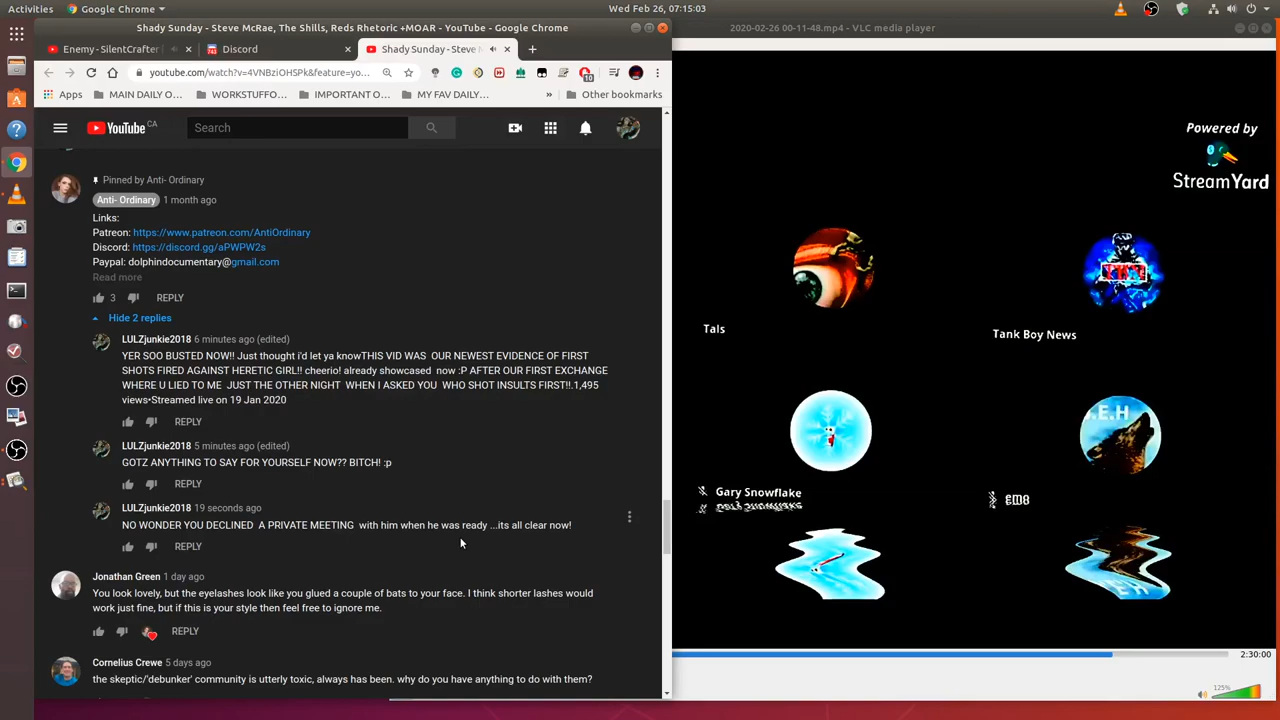 Activities
Google Chrome
Wed Feb 26, 07:15:03
Shady Sunday - Steve McRae, The Shills, Reds Rhetoric +MOAR - YouTube - Google Chrome
2020-02-26 00-11-48.mp4 - VLC media player
Enemy - SilentCrafter
Discord
Shady Sunday - Steve M
youtube.com/watch?v=4VNBziOHSPk&feature=yo...
10
Apps
MAIN DAILY O...
WORKSTUFFO...
IMPORTANT O...
MY FAV DAILY...
»
Other bookmarks
YouTube CA
Search
Pinned by Anti- Ordinary
Anti- Ordinary 1 month ago
Links:
Patreon: https://www.patreon.com/AntiOrdinary
Discord: https://discord.gg/aPWPW2s
Paypal: dolphindocumentary@gmail.com
Read more
3 REPLY
Hide 2 replies
LULZjunkie2018 6 minutes ago (edited)
YER SOO BUSTED NOW!! Just thought i'd let ya knowTHIS VID WAS OUR NEWEST EVIDENCE OF FIRST
SHOTS FIRED AGAINST HERETIC GIRL!! cheerio! already showcased now :P AFTER OUR FIRST EXCHANGE
WHERE U LIED TO ME JUST THE OTHER NIGHT WHEN I ASKED YOU WHO SHOT INSULTS FIRST!!.1,495
views•Streamed live on 19 Jan 2020
REPLY
LULZjunkie2018 5 minutes ago (edited)
GOTZ ANYTHING TO SAY FOR YOURSELF NOW?? BITCH! :p
REPLY
LULZjunkie2018 19 seconds ago
NO WONDER YOU DECLINED A PRIVATE MEETING with him when he was ready ...its all clear now!
REPLY
Jonathan Green 1 day ago
You look lovely, but the eyelashes look like you glued a couple of bats to your face. I think shorter lashes would
work just fine, but if this is your style then feel free to ignore me.
REPLY
Cornelius Crewe 5 days ago
the skeptic/'debunker' community is utterly toxic, always has been. why do you have anything to do with them?
Powered by
StreamYard
Tals
Tank Boy News
S.E.H
Gary Snowflake
em8
2:30:00
125%